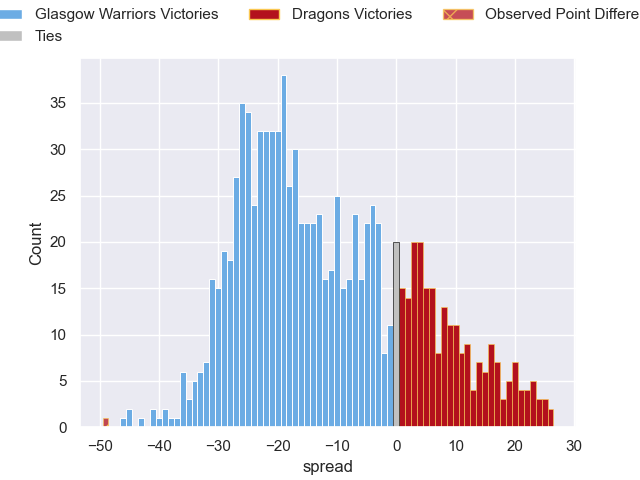 Glasgow Warriors Victories
Dragons Victories
Observed Point
Ties
35
30
25
20
15
10
5
0
Count
−50
−40
−30
−20
−10
0
10
20
30
spread